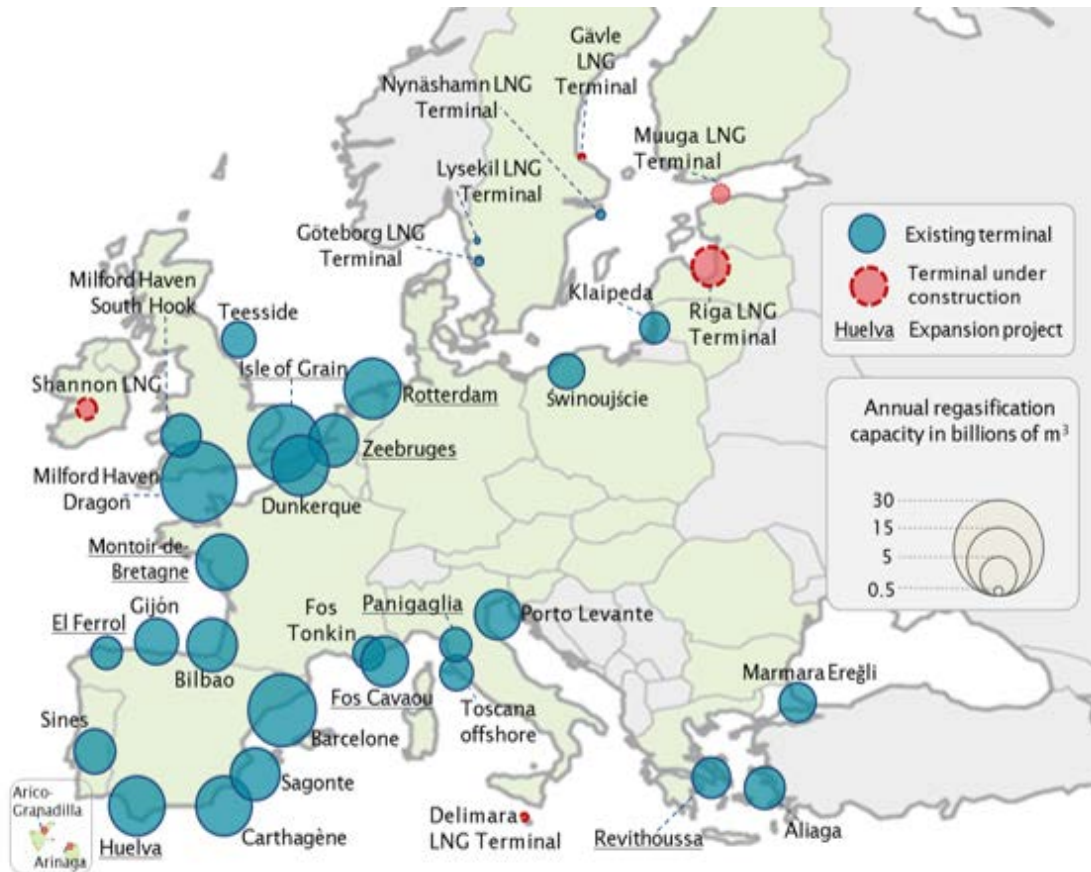 Gävle
LNG
Terminal
Nynäshamn LNG
Terminal
Muuga LNG
Terminal
Lysekil LNG
Terminal
Göteborg LNG
Terminal
Milford Haven
South Hook
Teesside
Klaipeda
Riga LNG
Terminal
Isle of Grain
Rotterdam
Świnoujście
Shannon LNG
Zeebruges
Milford Haven
Dragon
Dunkerque
Montoir-de-
Bretagne
Gijón
El Ferrol
Bilbao
Fos
Tonkin
Panigaglia
Porto Levante
Fos Cavaou
Toscana
offshore
Marmara Ereğli
Sines
Barcelone
Sagonte
Carthagène
Huelva
Arico-
Granadilla
Arinaga
Delimara
LNG Terminal
Revithoussa
Aliaga
Existing terminal
Terminal under
construction
Huelva Expansion project
Annual regasification
capacity in billions of m³
30
15
5
0.5